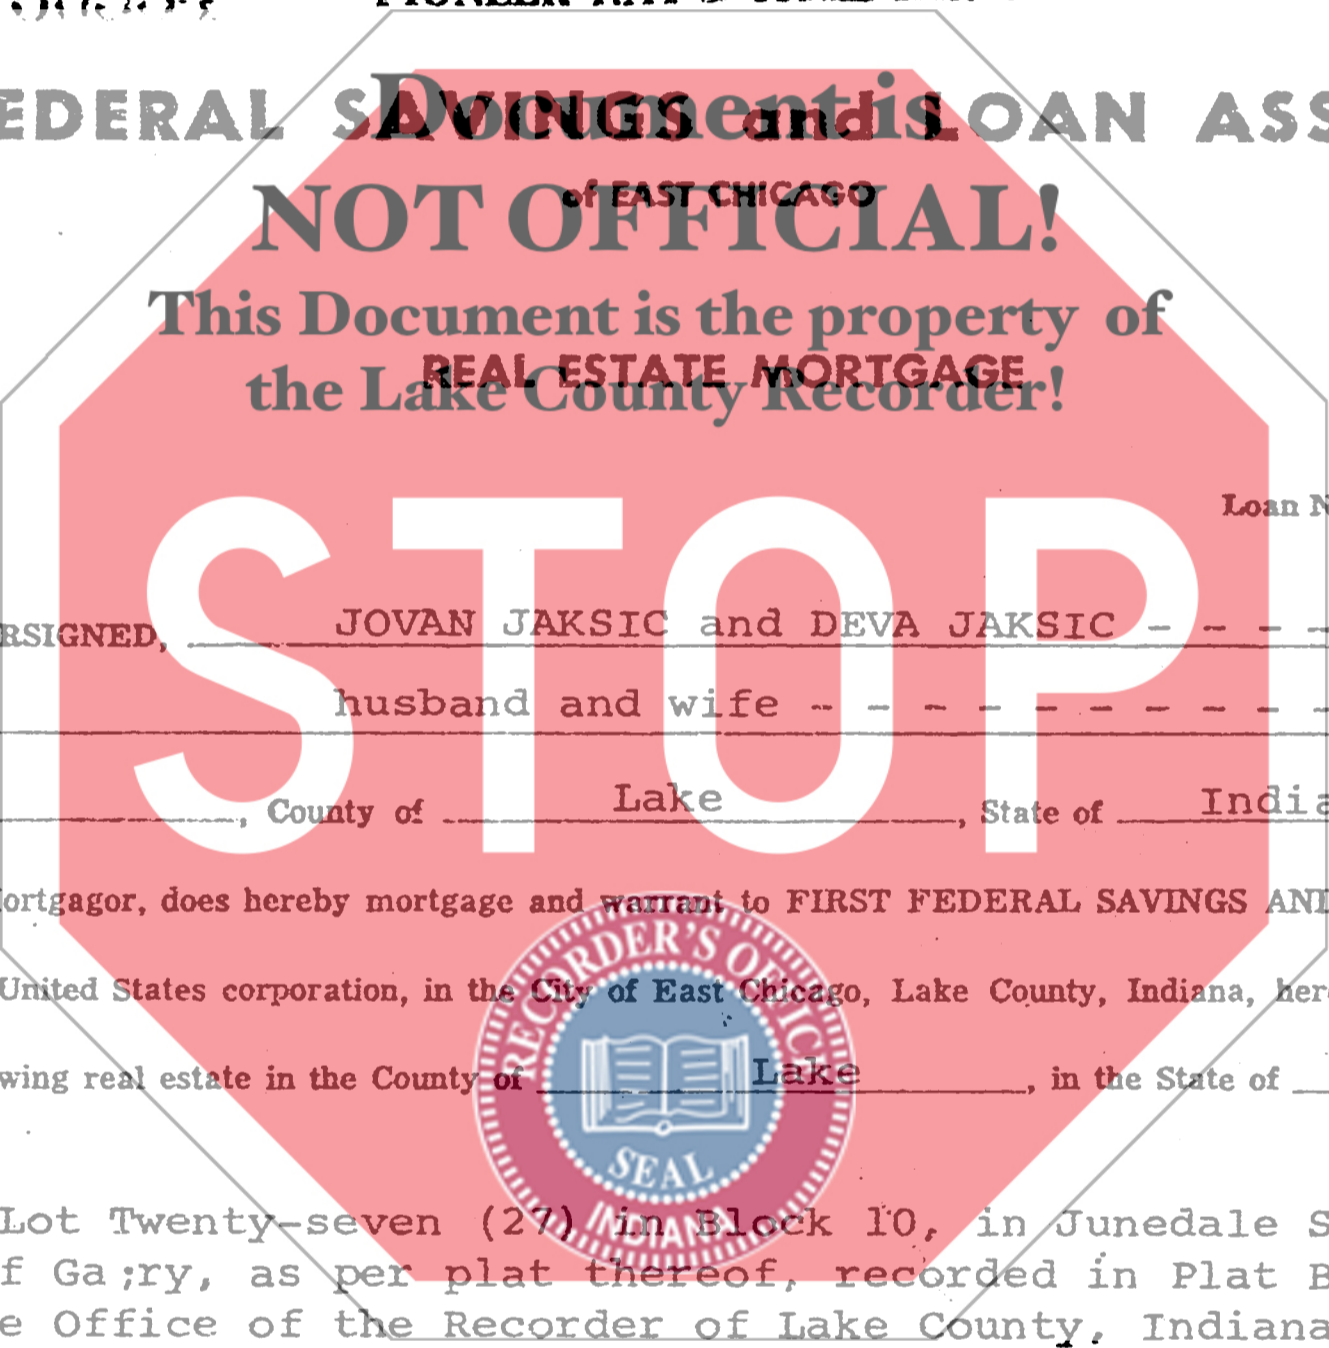 Document is
EDERAL SAVINGS and LOAN ASS
NOT OFFICIAL!
of EAST CHICAGO
This Document is the property of
REAL ESTATE MORTGAGE
the Lake County Recorder!
STOP
Loan N
RSIGNED, JOVAN JAKSIC and DEVA JAKSIC - - - -
husband and wife - - - - - - - - - -
, County of Lake, State of India
ortgagor, does hereby mortgage and warrant to FIRST FEDERAL SAVINGS AND
United States corporation, in the City of East Chicago, Lake County, Indiana, her
wing real estate in the County of Lake, in the State of
RECORDER'S OFFIC
SEAL
INDIANA
Lot Twenty-seven (27) in Block 10, in Junedale S
f Ga;ry, as per plat thereof, recorded in Plat B
e Office of the Recorder of Lake County, Indiana